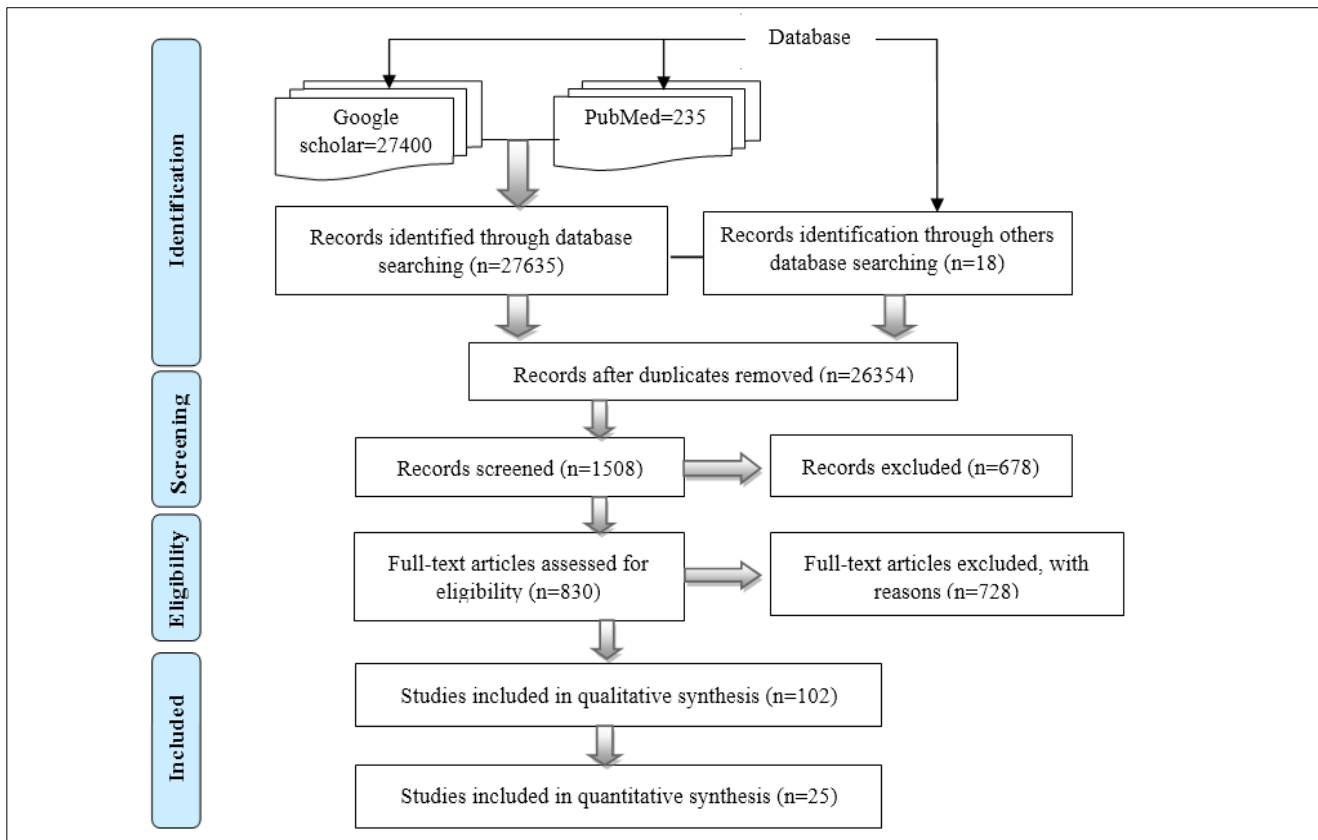 Database
Google
scholar=27400
PubMed=235
Identification
Records identified through database
searching (n=27635)
Records identification through others
database searching (n=18)
Records after duplicates removed (n=26354)
Screening
Records screened (n=1508)
Records excluded (n=678)
Eligibility
Full-text articles assessed for
eligibility (n=830)
Full-text articles excluded, with
reasons (n=728)
Included
Studies included in qualitative synthesis (n=102)
Studies included in quantitative synthesis (n=25)